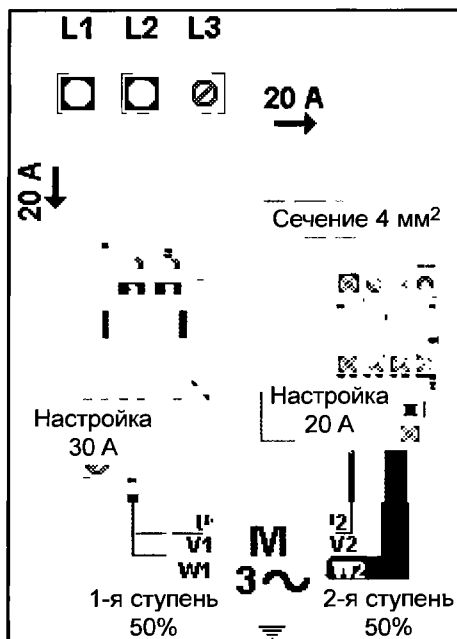 L1 L2 L3
20 A
20 A
Сечение 4 мм²
Настройка
30 А
Настройка
20 А
V1
W1
M
3~
V2
W2
1-я ступень
50%
2-я ступень
50%